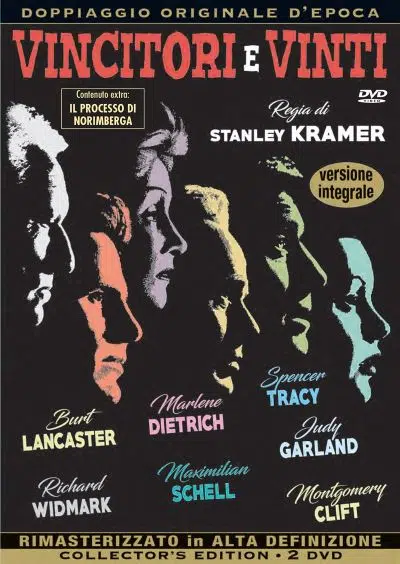 DOPPIAGGIO ORIGINALE D'EPOCA
VINCITORI E VINTI
Contenuto extra:
IL PROCESSO DI
NORIMBERGA
DVD
VIDEO
Regia di
STANLEY KRAMER
versione
integrale
Spencer
TRACY
Marlene
DIETRICH
Burt
LANCASTER
Judy
GARLAND
Maximilian
SCHELL
Richard
WIDMARK
Montgomery
CLIFT
RIMASTERIZZATO in ALTA DEFINIZIONE
COLLECTOR'S EDITION • 2 DVD